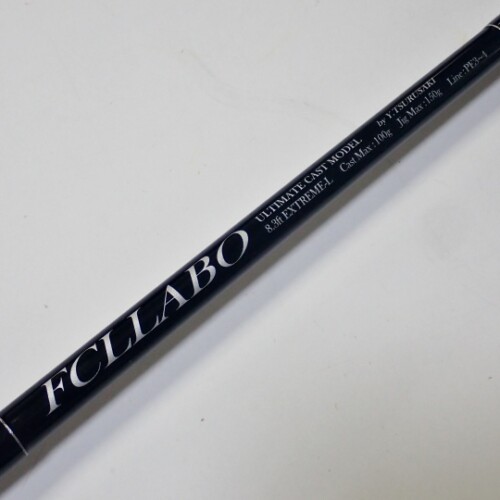 FCLLABO
ULTIMATE CAST MODEL by Y.TSURUSAKI
8.3ft EXTREME-L Cast Max:100g Jig Max:150g Line:PE3~4